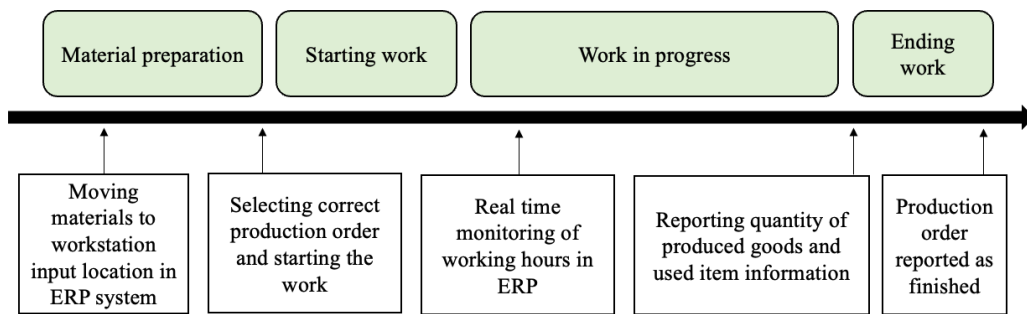 Material preparation
Starting work
Work in progress
Ending
work
Moving
materials to
workstation
input location in
ERP system
Selecting correct
production order
and starting the
work
Real time
monitoring of
working hours in
ERP
Reporting quantity of
produced goods and
used item information
Production
order
reported as
finished